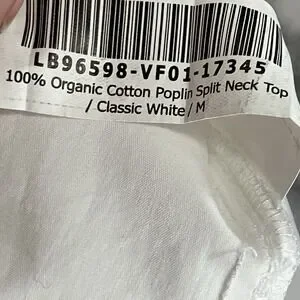 LB96598-VF01-17345
100% Organic Cotton Poplin Split Neck Top
/ Classic White / M